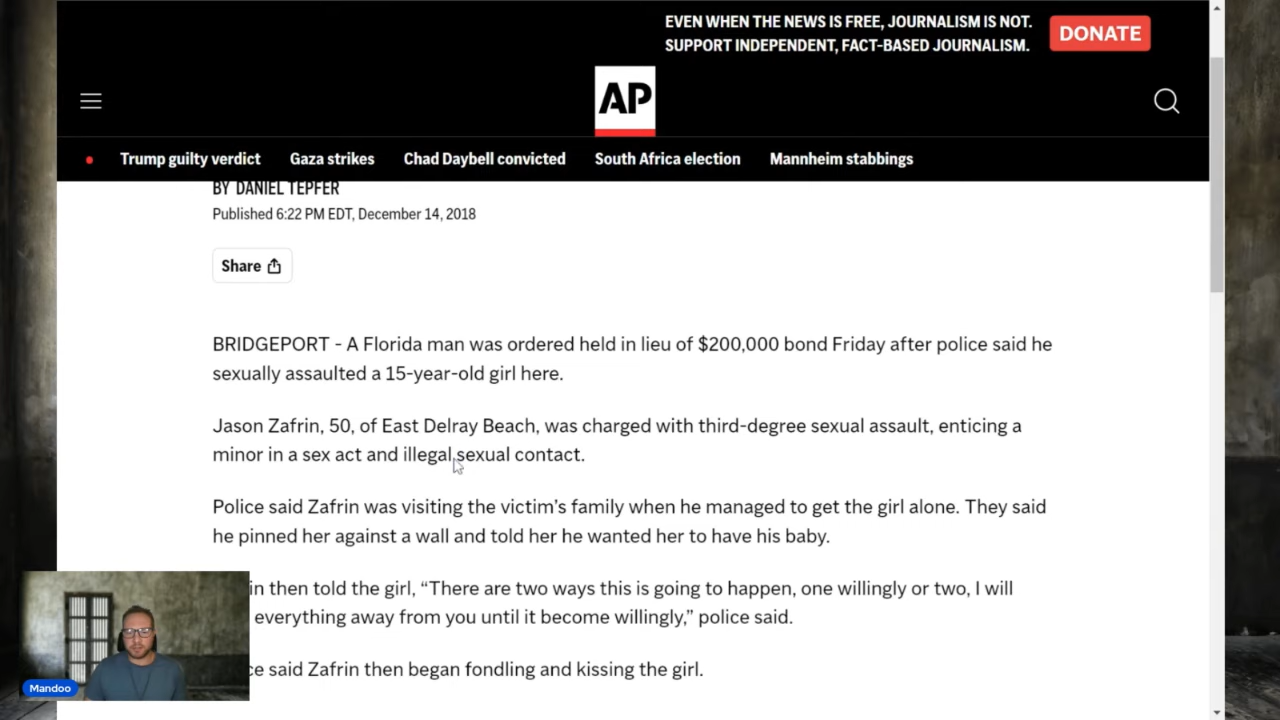 EVEN WHEN THE NEWS IS FREE, JOURNALISM IS NOT.
SUPPORT INDEPENDENT, FACT-BASED JOURNALISM.
DONATE
AP
Trump guilty verdict Gaza strikes Chad Daybell convicted South Africa election Mannheim stabbings
BY DANIEL TEPFER
Published 6:22 PM EDT, December 14, 2018
Share
BRIDGEPORT - A Florida man was ordered held in lieu of $200,000 bond Friday after police said he
sexually assaulted a 15-year-old girl here.
Jason Zafrin, 50, of East Delray Beach, was charged with third-degree sexual assault, enticing a
minor in a sex act and illegal sexual contact.
Police said Zafrin was visiting the victim’s family when he managed to get the girl alone. They said
he pinned her against a wall and told her he wanted her to have his baby.
in then told the girl, “There are two ways this is going to happen, one willingly or two, I will
everything away from you until it become willingly,” police said.
ce said Zafrin then began fondling and kissing the girl.
Mandoo